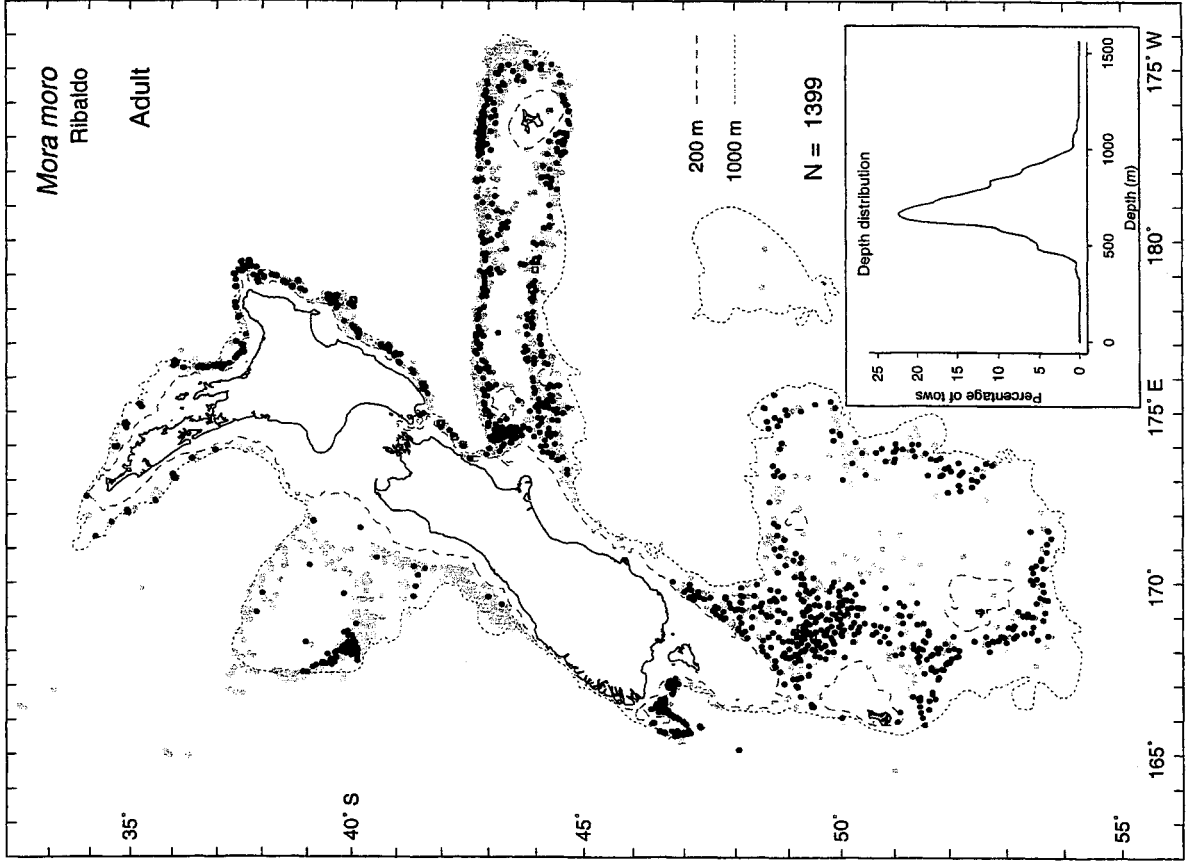 Mora moro
Ribaldo
Adult
35°
40° S
45°
50°
55°
165°
170°
175° E
180°
175° W
200 m
1000 m
N = 1399
Depth distribution
Percentage of tows
25
20
15
10
5
0
0
500
1000
1500
Depth (m)